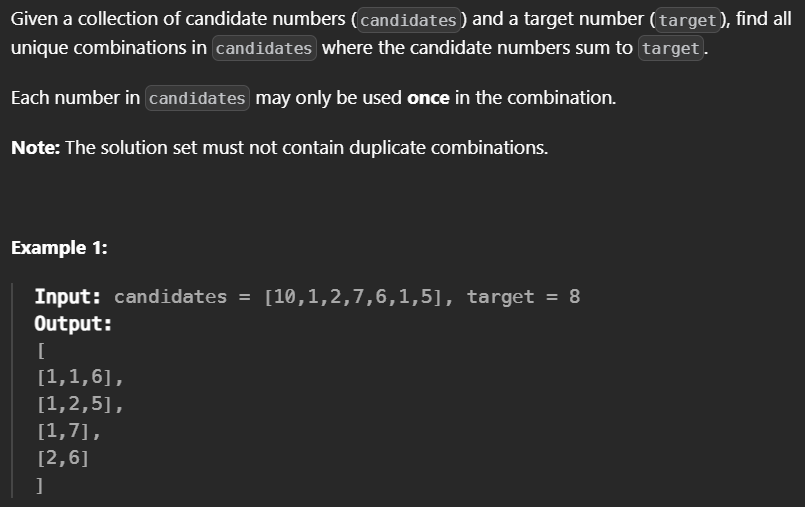 Given a collection of candidate numbers (candidates) and a target number (target), find all
unique combinations in candidates where the candidate numbers sum to target.
Each number in candidates may only be used once in the combination.
Note: The solution set must not contain duplicate combinations.
Example 1:
Input: candidates = [10,1,2,7,6,1,5], target = 8
Output:
[
[1,1,6],
[1,2,5],
[1,7],
[2,6]
]